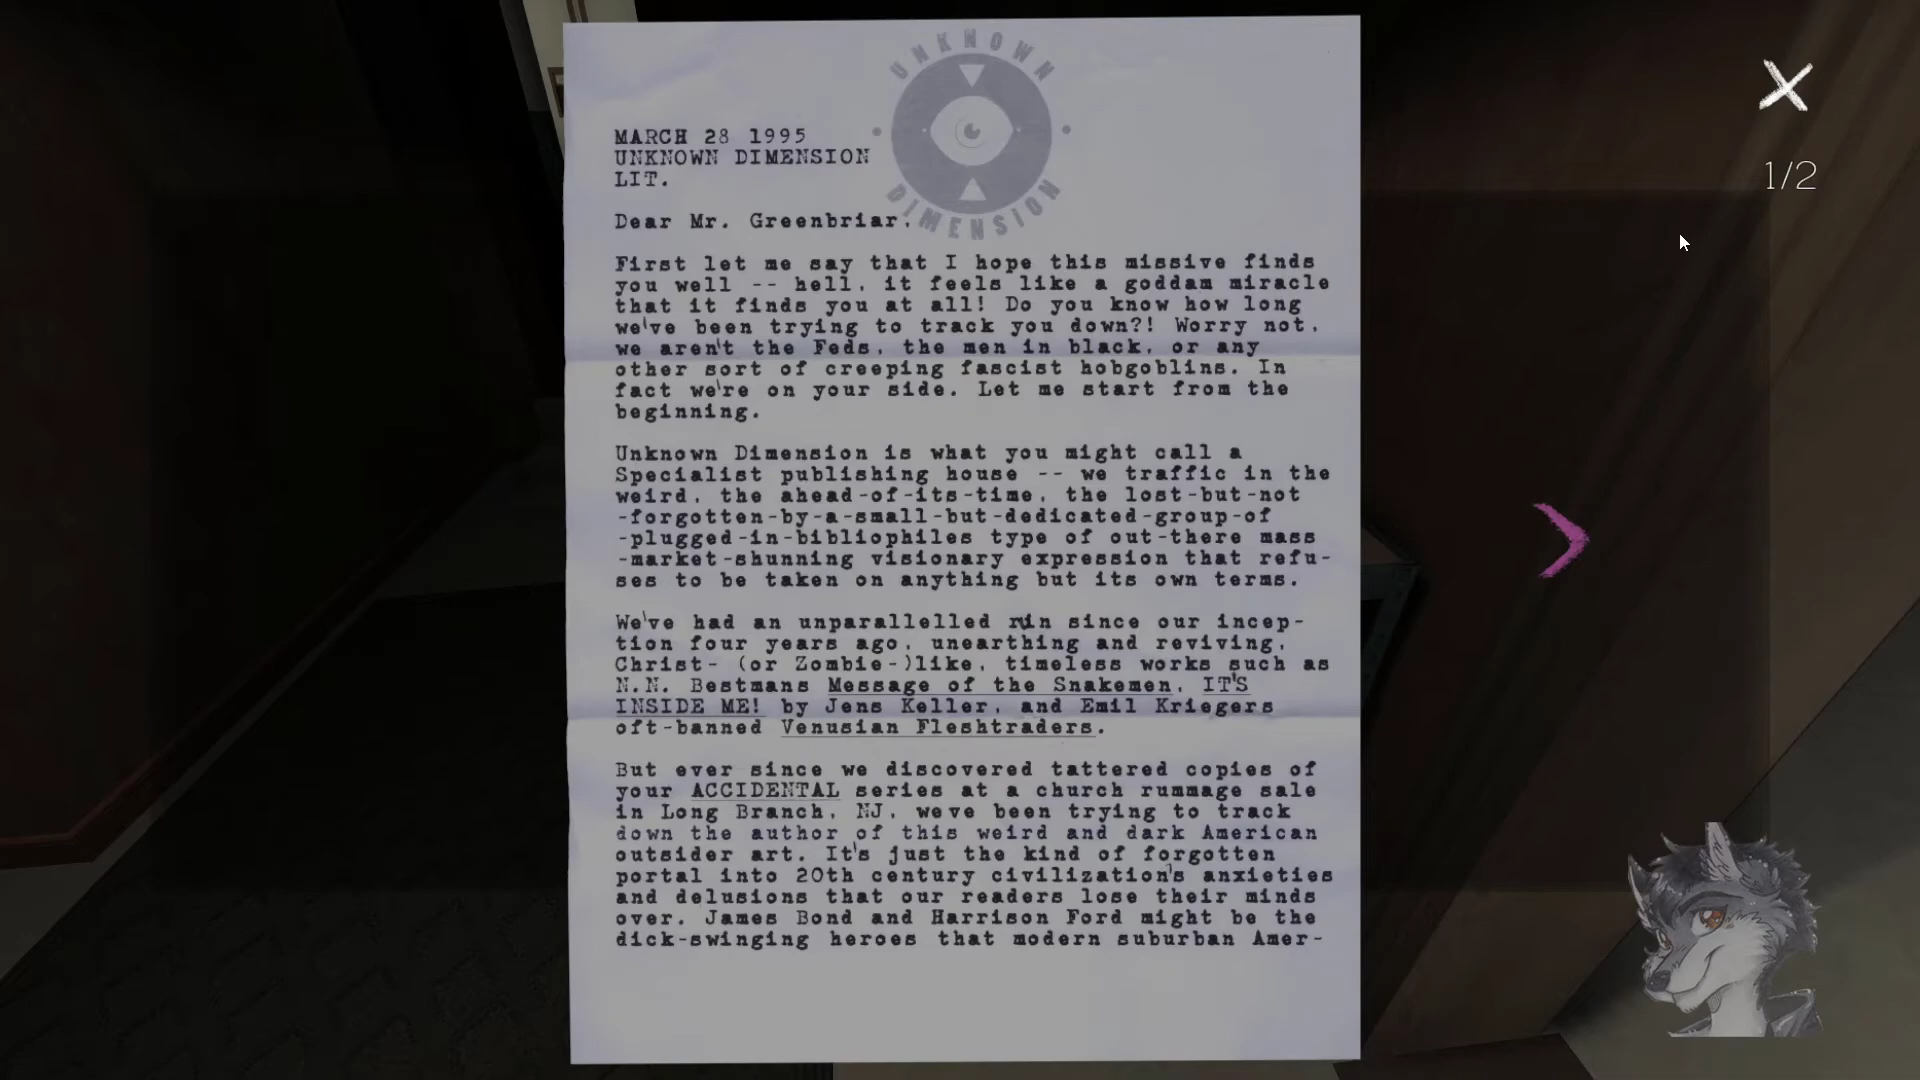 UNKNOWN
DIMENSION
1/2
MARCH 28 1995
UNKNOWN DIMENSION
LIT.
Dear Mr. Greenbriar,
First let me say that I hope this missive finds
you well -- hell, it feels like a goddam miracle
that it finds you at all! Do you know how long
we've been trying to track you down?! Worry not,
we aren't the Feds, the men in black, or any
other sort of creeping fascist hobgoblins. In
fact we're on your side. Let me start from the
beginning.
Unknown Dimension is what you might call a
Specialist publishing house -- we traffic in the
weird, the ahead-of-its-time, the lost-but-not
-forgotten-by-a-small-but-dedicated-group-of
-plugged-in-bibliophiles type of out-there mass
-market-shunning visionary expression that refu-
ses to be taken on anything but its own terms.
We've had an unparallelled run since our incep-
tion four years ago, unearthing and reviving,
Christ- (or Zombie-)like, timeless works such as
N.N. Bestmans Message of the Snakemen, IT'S
INSIDE ME! by Jens Keller, and Emil Kriegers
oft-banned Venusian Fleshtraders.
But ever since we discovered tattered copies of
your ACCIDENTAL series at a church rummage sale
in Long Branch, NJ, weve been trying to track
down the author of this weird and dark American
outsider art. It's just the kind of forgotten
portal into 20th century civilization's anxieties
and delusions that our readers lose their minds
over. James Bond and Harrison Ford might be the
dick-swinging heroes that modern suburban Amer-